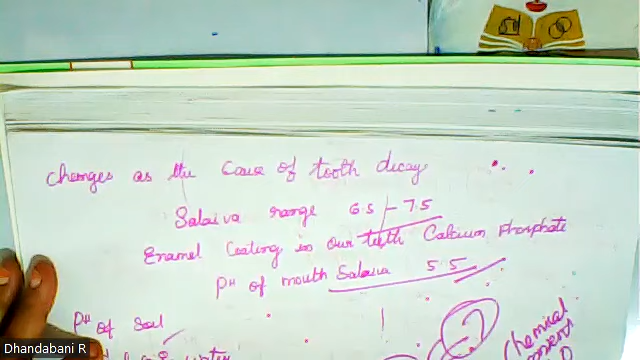 Changes as the cause of tooth decay
Salaiva range 6.5 - 7.5
Enamel Coating in our teeth Calcium Phosphate
PH of mouth Salaiva 5.5
PH of Soil
Chemical
Dhandabani R